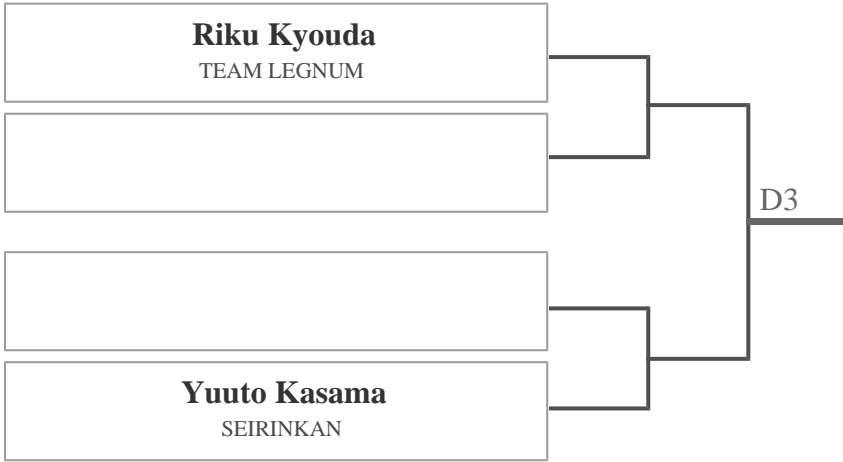 Riku Kyouda
TEAM LEGNUM
D3
Yuuto Kasama
SEIRINKAN